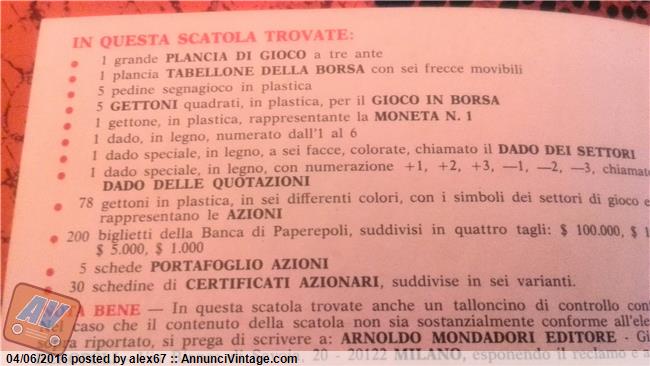 IN QUESTA SCATOLA TROVATE:
• 1 grande PLANCIA DI GIOCO a tre ante
• 1 plancia TABELLONE DELLA BORSA con sei frecce movibili
• 5 pedine segnagioco in plastica
• 5 GETTONI quadrati, in plastica, per il GIOCO IN BORSA
• 1 gettone, in plastica, rappresentante la MONETA N. 1
• 1 dado, in legno, numerato dall'1 al 6
• 1 dado speciale, in legno, a sei facce, colorate, chiamato il DADO DEI SETTORI
• 1 dado speciale, in legno, con numerazione +1, +2, +3, —1, —2, —3, chiamato
DADO DELLE QUOTAZIONI
• 78 gettoni in plastica, in sei differenti colori, con i simboli dei settori di gioco e
rappresentano le AZIONI
• 200 biglietti della Banca di Paperepoli, suddivisi in quattro tagli: $ 100.000, $ 1
$ 5.000, $ 1.000
• 5 schede PORTAFOGLIO AZIONI
• 30 schedine di CERTIFICATI AZIONARI, suddivise in sei varianti.
BENE — In questa scatola trovate anche un talloncino di controllo
caso che il contenuto della scatola non sia sostanzialmente conforme
riportato, si prega di scrivere a: ARNOLDO MONDADORI EDITORE -
20 - 20122 MILANO, esponendo il reclamo e
AV
04/06/2016 posted by alex67 :: AnnunciVintage.com